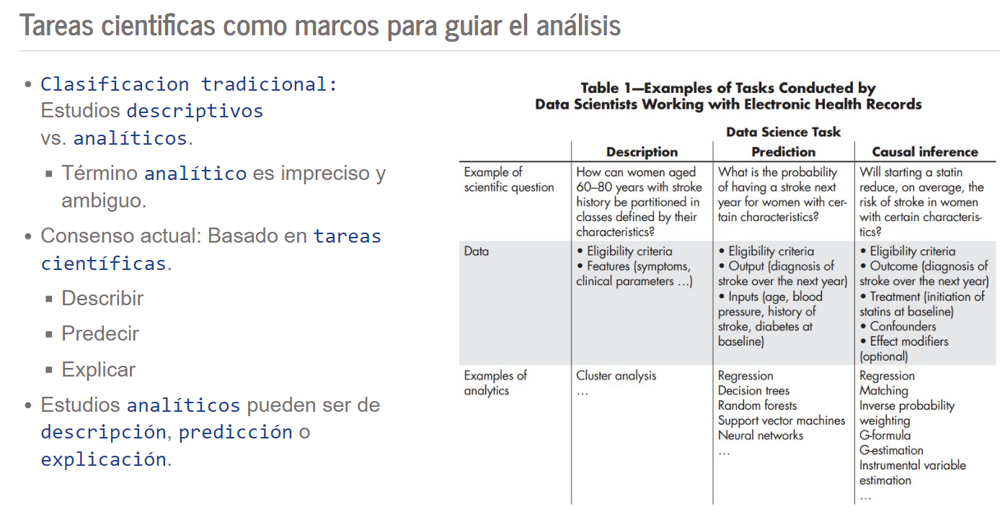 Tareas cientificas como marcos para guiar el análisis
• Clasificacion tradicional:
Estudios descriptivos
vs. analíticos.
▪ Término analítico es impreciso y
ambiguo.
• Consenso actual: Basado en tareas
científicas.
▪ Describir
▪ Predecir
▪ Explicar
• Estudios analíticos pueden ser de
descripción, predicción o
explicación.
Table 1—Examples of Tasks Conducted by
Data Scientists Working with Electronic Health Records
Data Science Task
Description
Prediction
Causal inference
Example of
scientific question
How can women aged
60–80 years with stroke
history be partitioned in
classes defined by their
characteristics?
What is the probability
of having a stroke next
year for women with cer-
tain characteristics?
Will starting a statin
reduce, on average, the
risk of stroke in women
with certain characteris-
tics?
Data
• Eligibility criteria
• Features (symptoms,
clinical parameters …)
• Eligibility criteria
• Output (diagnosis of
stroke over the next year)
• Inputs (age, blood
pressure, history of
stroke, diabetes at
baseline)
• Eligibility criteria
• Outcome (diagnosis of
stroke over the next year)
• Treatment (initiation of
statins at baseline)
• Confounders
• Effect modifiers
(optional)
Examples of
analytics
Cluster analysis
…
Regression
Decision trees
Random forests
Support vector machines
Neural networks
…
Regression
Matching
Inverse probability
weighting
G-formula
G-estimation
Instrumental variable
estimation
…